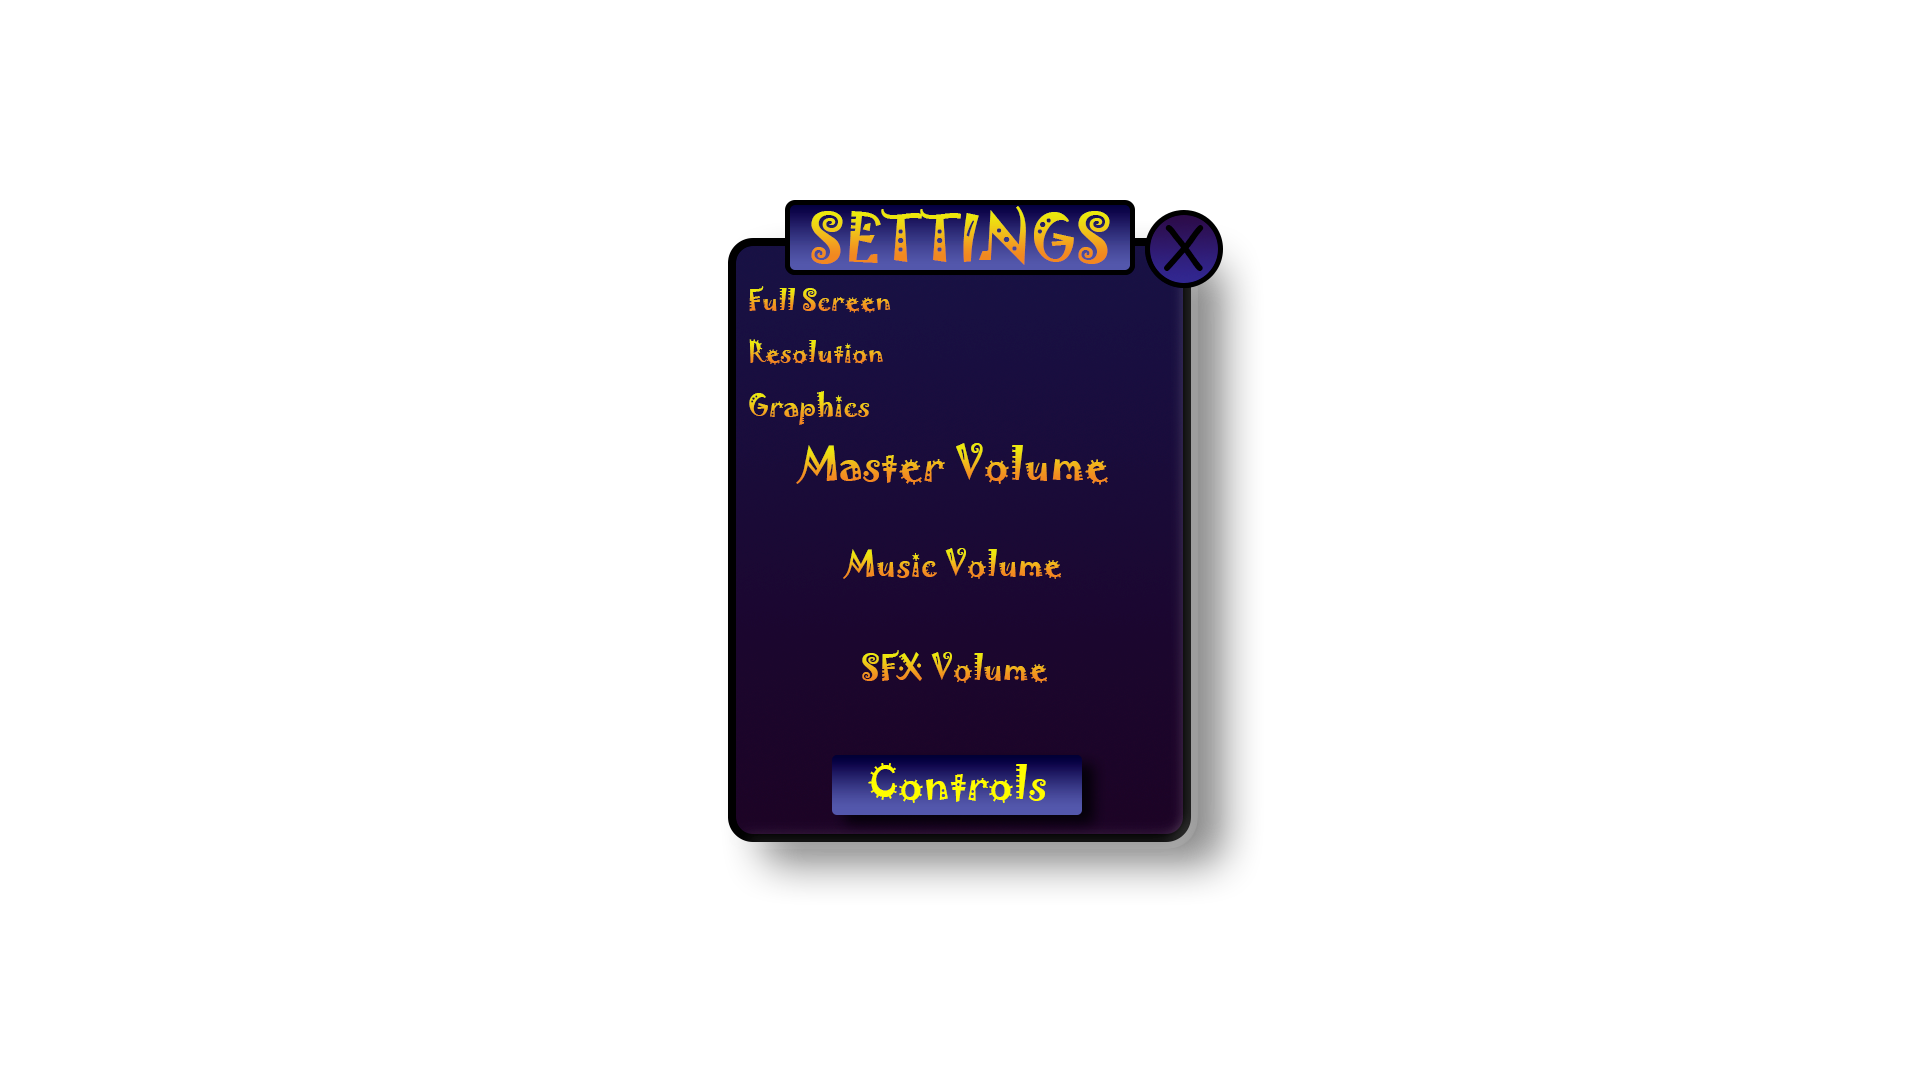 SETTINGS
X
Full Screen
Resolution
Graphics
Master Volume
Music Volume
SFX Volume
Controls